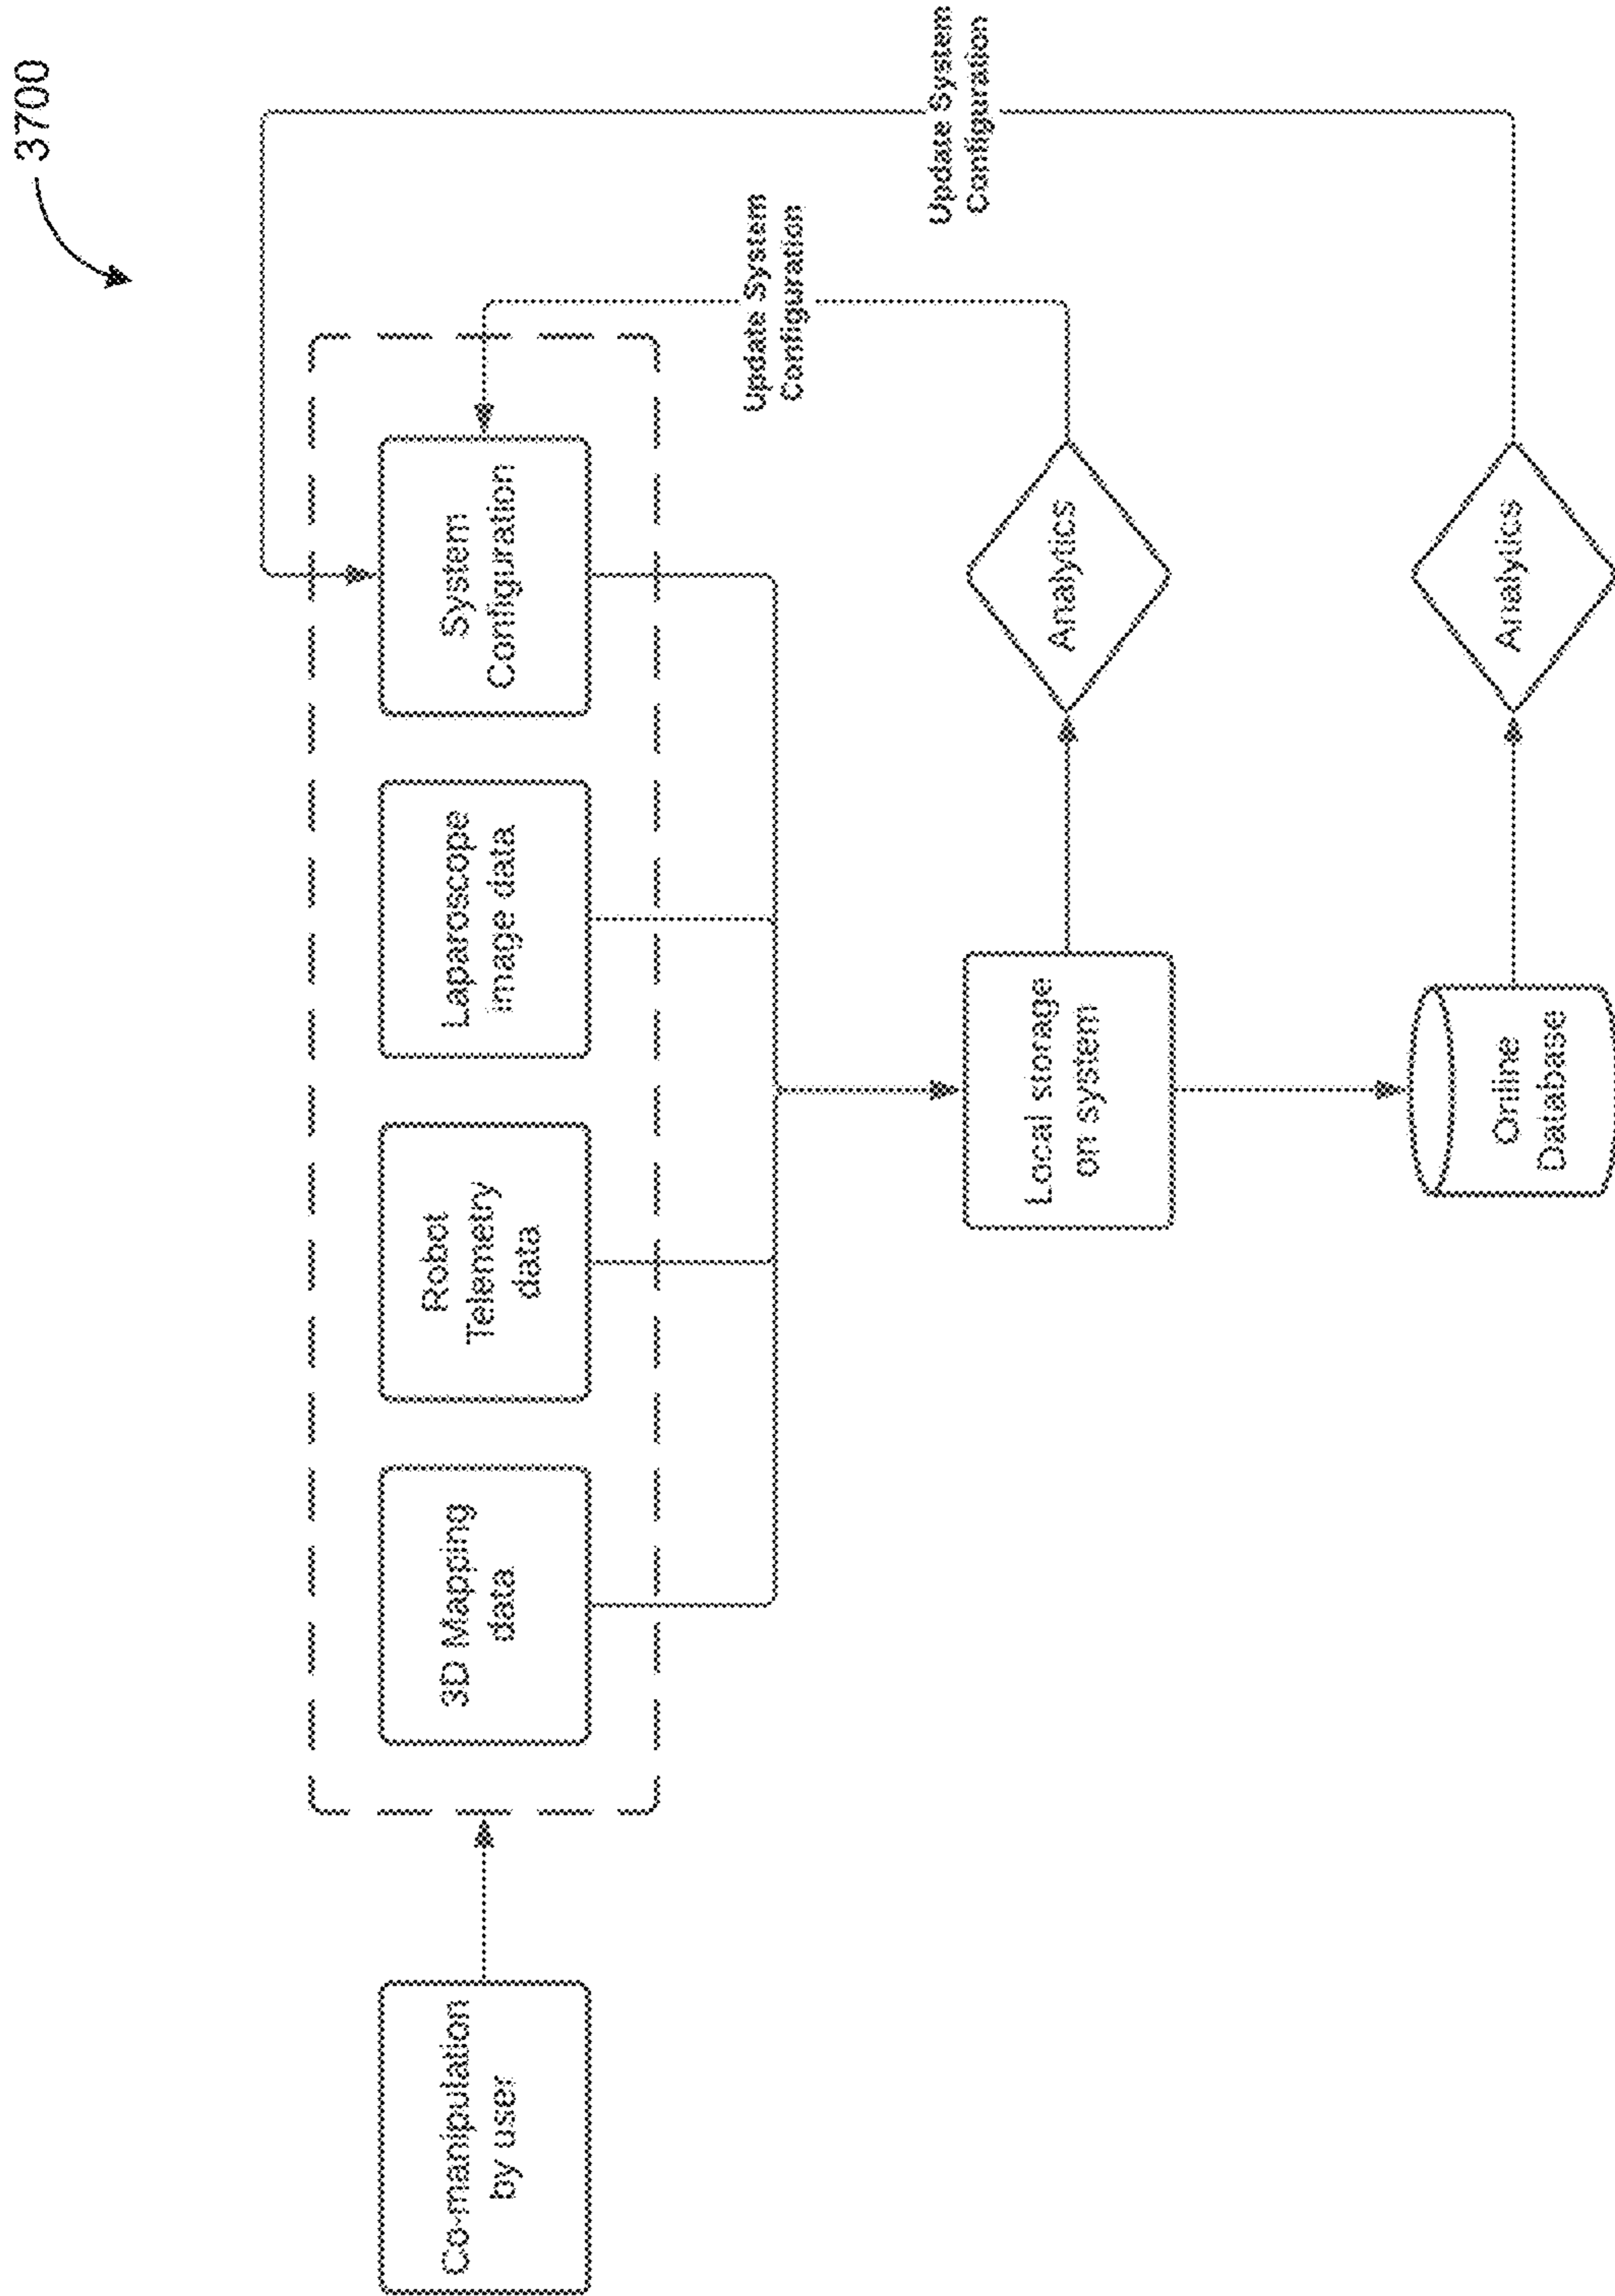 3700
Co-manipulation
by user
3D Mapping
data
Robot
Telemetry
data
Laparoscope
image data
System
Configuration
Update System
Configuration
Update System
Configuration
Local storage
on system
Analytics
Online
Database
Analytics